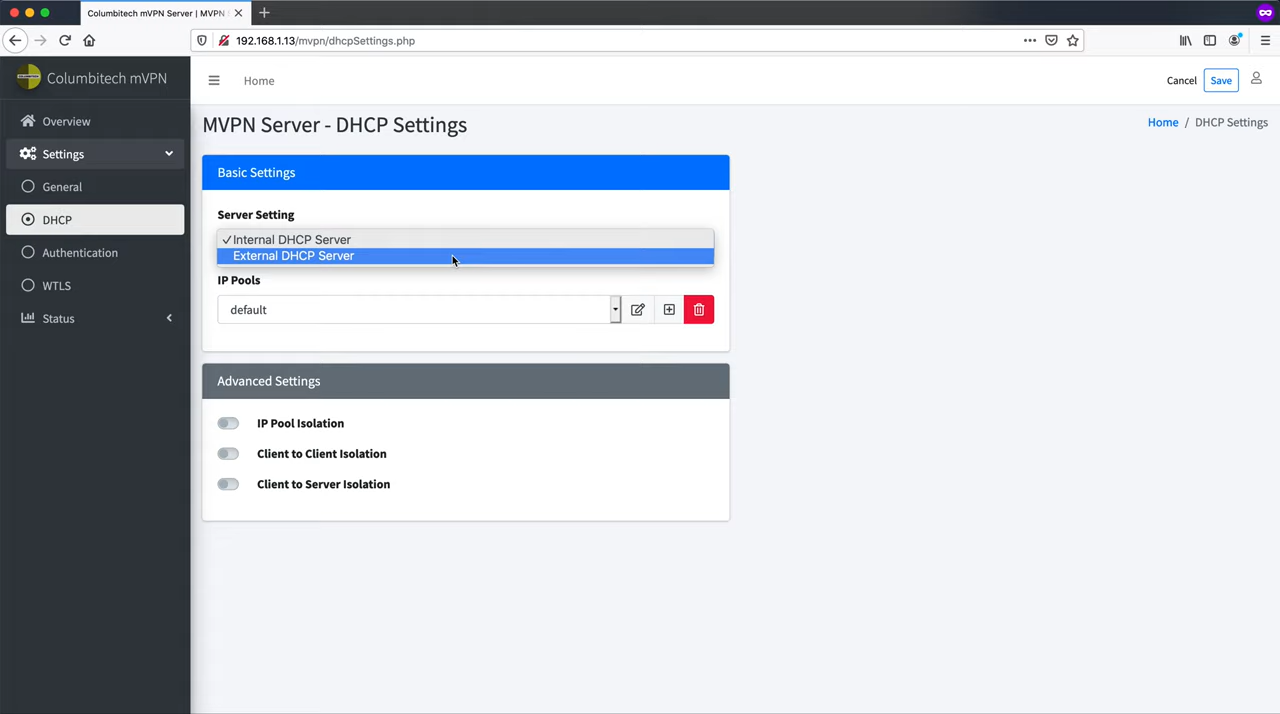 Columbitech mVPN Server | MVPN
192.168.1.13/mvpn/dhcpSettings.php
Columbitech mVPN
Home
Cancel
Save
Overview
Settings
General
DHCP
Authentication
WTLS
Status
MVPN Server - DHCP Settings
Home / DHCP Settings
Basic Settings
Server Setting
✓Internal DHCP Server
External DHCP Server
IP Pools
default
Advanced Settings
IP Pool Isolation
Client to Client Isolation
Client to Server Isolation